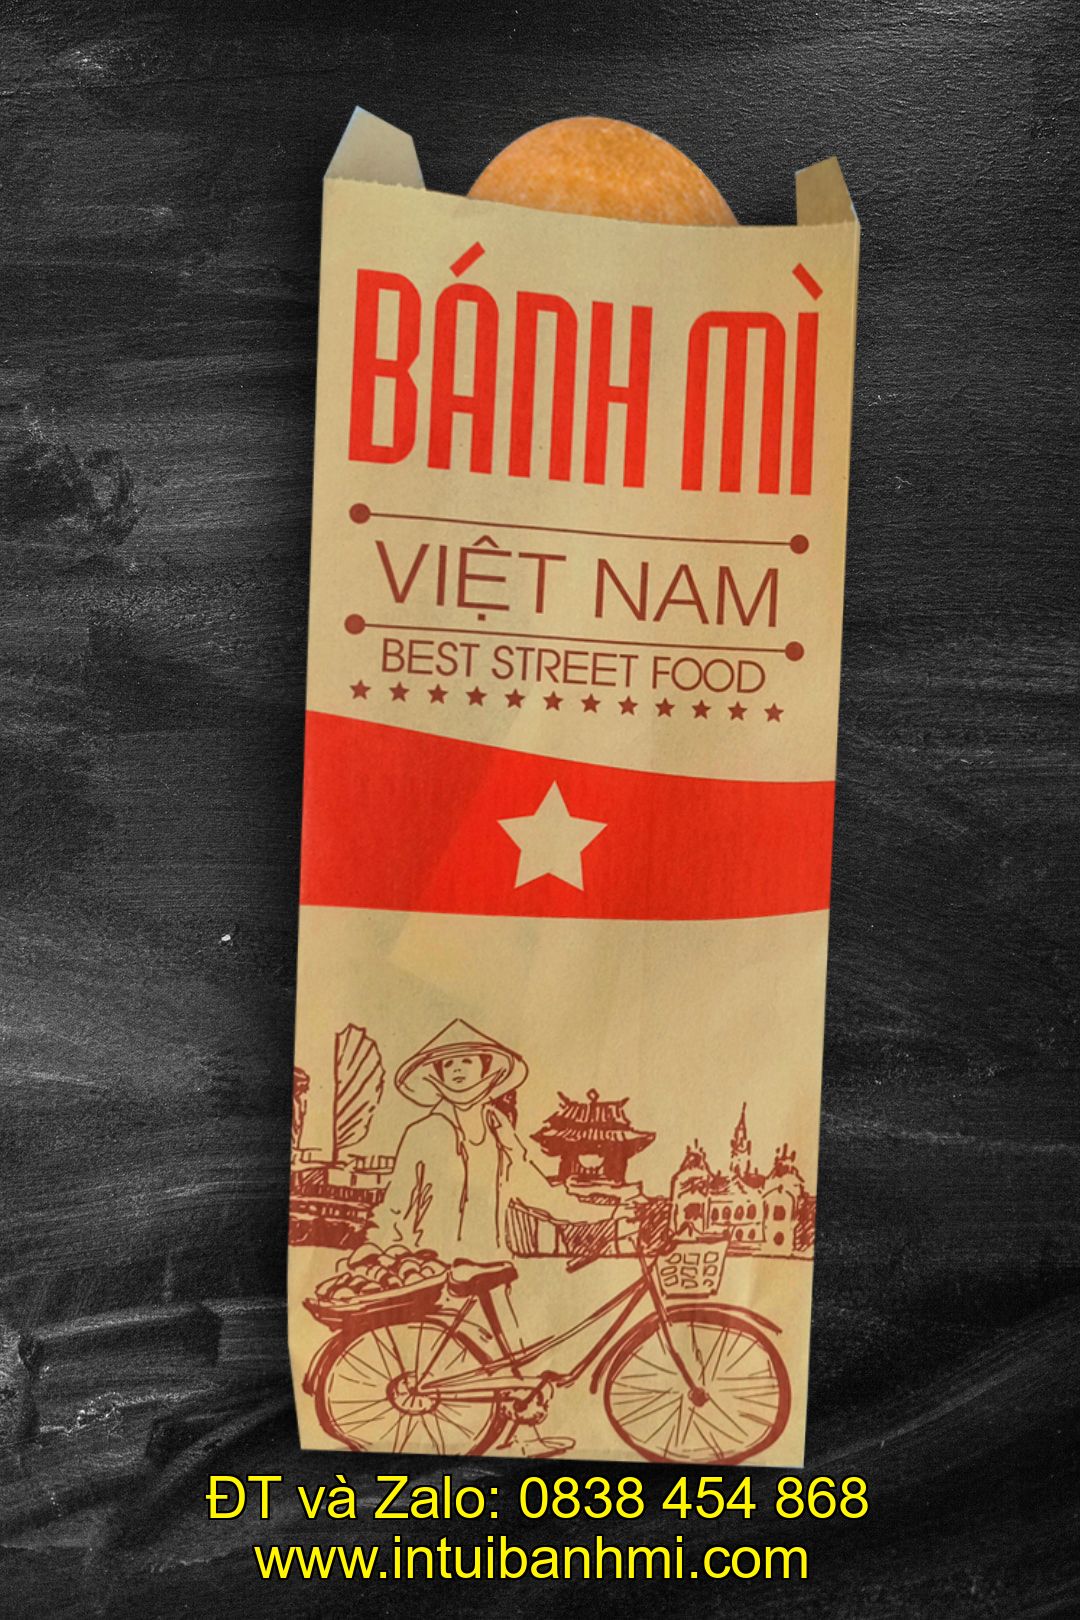 BÁNH MÌ
VIỆT NAM
BEST STREET FOOD
ĐT và Zalo: 0838 454 868
www.intuibanhmi.com